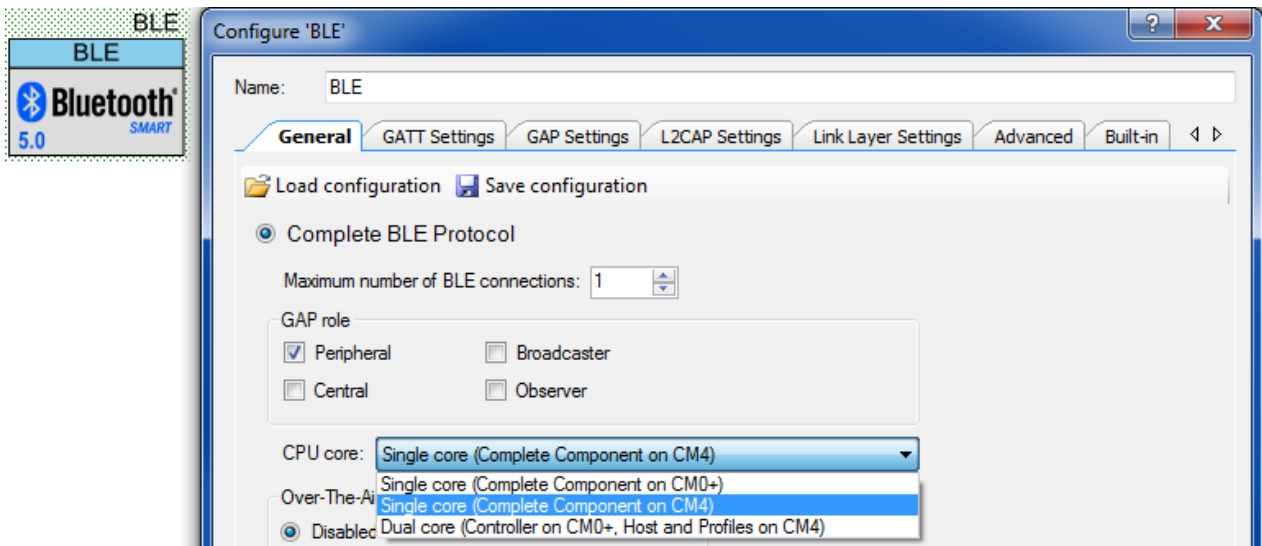 BLE
BLE
Bluetooth
SMART
5.0
Configure 'BLE'
Name: BLE
General GATT Settings GAP Settings L2CAP Settings Link Layer Settings Advanced Built-in
Load configuration Save configuration
Complete BLE Protocol
Maximum number of BLE connections: 1
GAP role
Peripheral Broadcaster
Central Observer
CPU core: Single core (Complete Component on CM4)
Single core (Complete Component on CM0+)
Over-The-Ai Single core (Complete Component on CM4)
Disabled Dual core (Controller on CM0+, Host and Profiles on CM4)